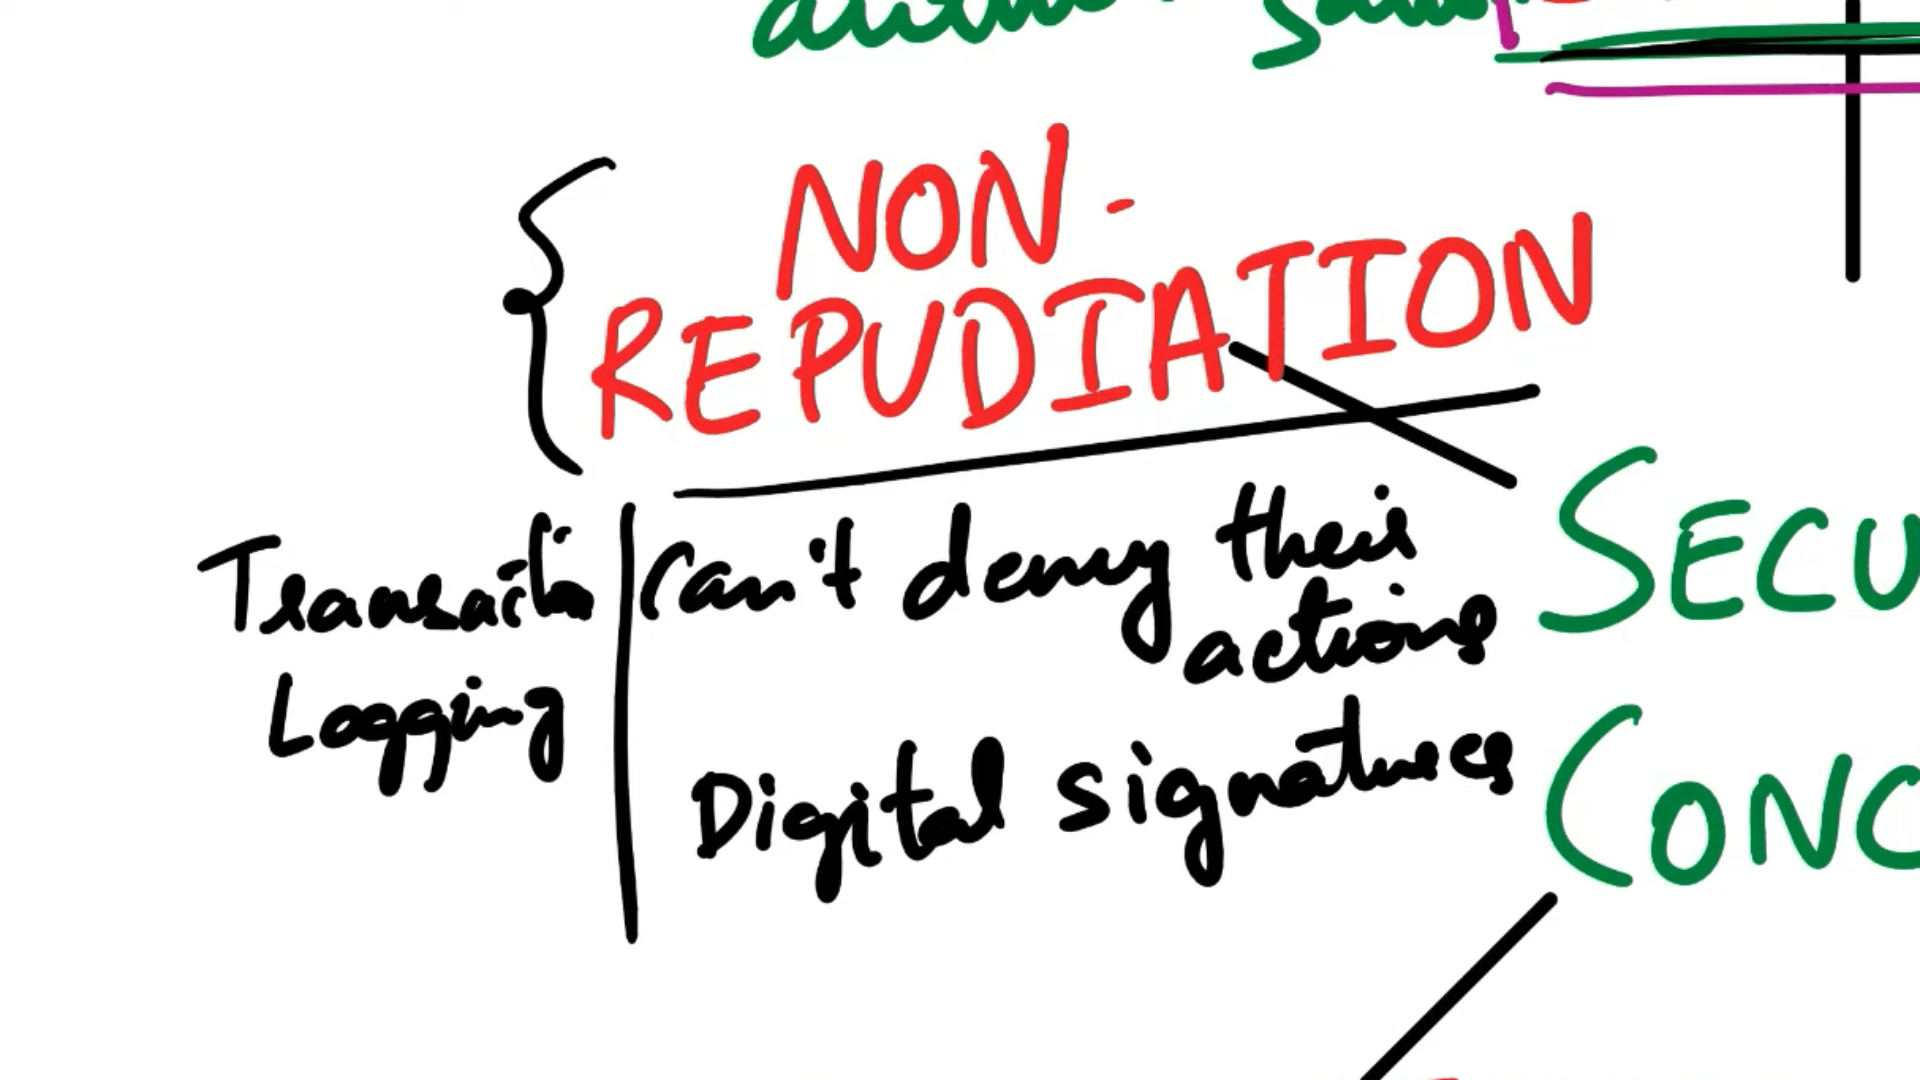 NON-
REPUDIATION
Transaction
Logging
Can't deny their
actions
Digital signatures
SECU
CONC